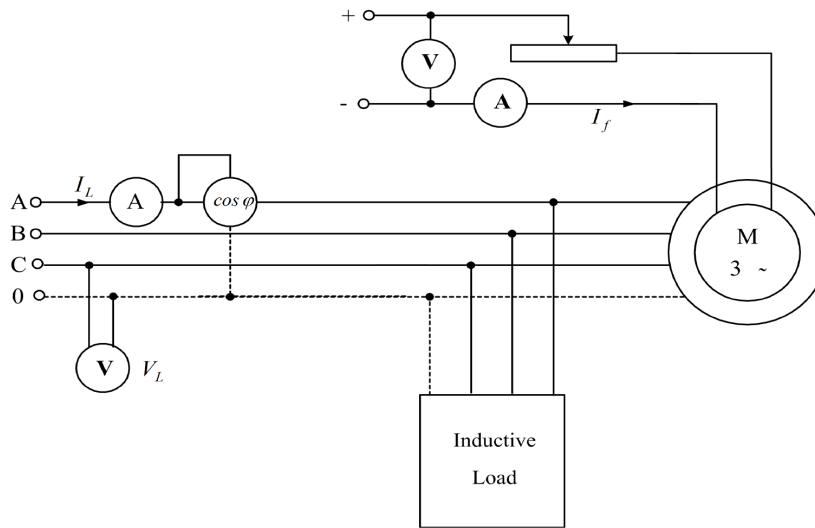 +
V
-
A
I_f
I_L
A
A
cos φ
B
C
0
M
3 ~
V
V_L
Inductive
Load